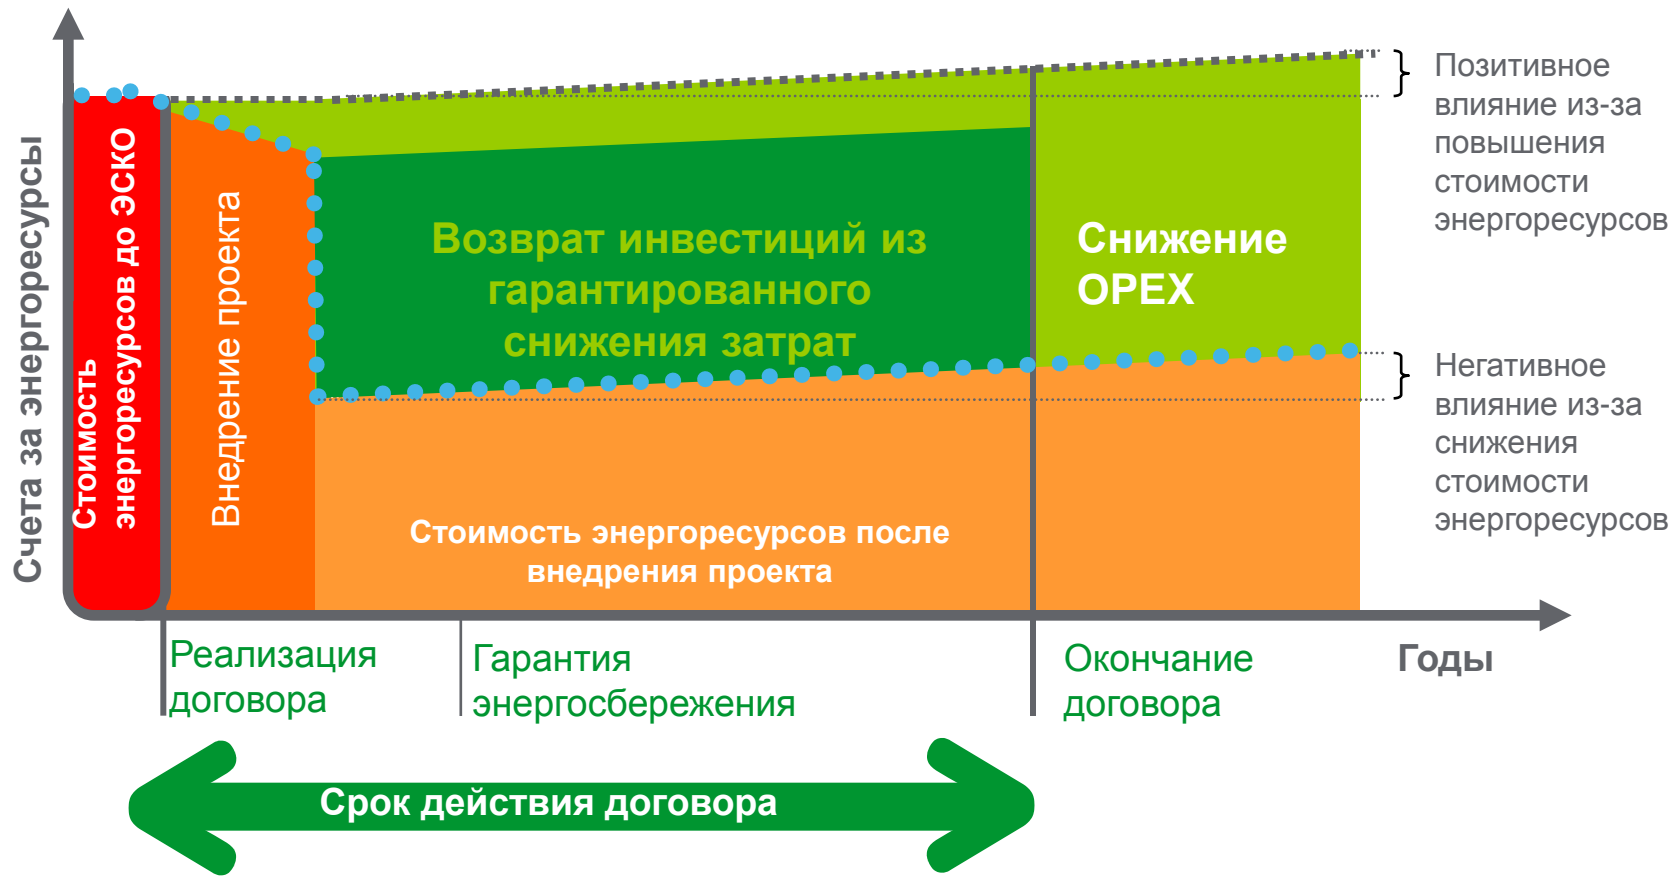 Счета за энергоресурсы
Стоимость
энергоресурсов до ЭСКО
Внедрение проекта
Возврат инвестиций из
гарантированного
снижения затрат
Снижение
OPEX
Стоимость энергоресурсов после
внедрения проекта
Позитивное
влияние из-за
повышения
стоимости
энергоресурсов
Негативное
влияние из-за
снижения
стоимости
энергоресурсов
Реализация
договора
Гарантия
энергосбережения
Окончание
договора
Годы
Срок действия договора